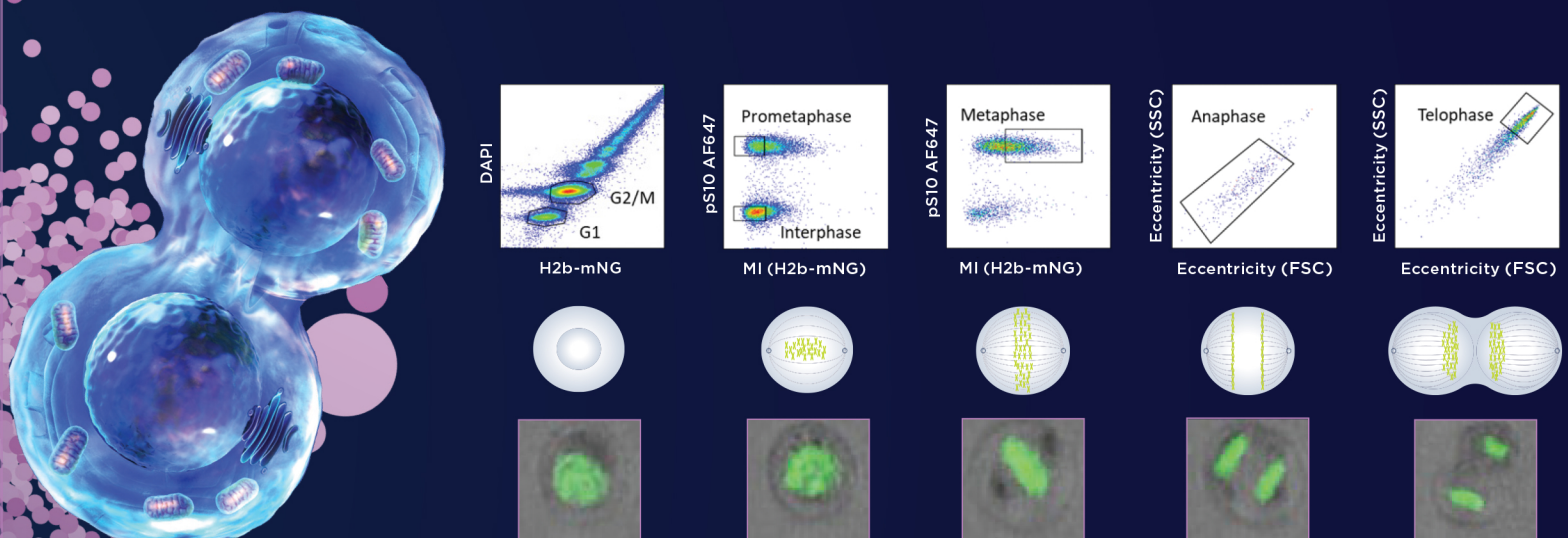 DAPI
G2/M
G1
H2b-mNG
pS10 AF647
Prometaphase
Interphase
MI (H2b-mNG)
pS10 AF647
Metaphase
MI (H2b-mNG)
Eccentricity (SSC)
Anaphase
Eccentricity (FSC)
Eccentricity (SSC)
Telophase
Eccentricity (FSC)